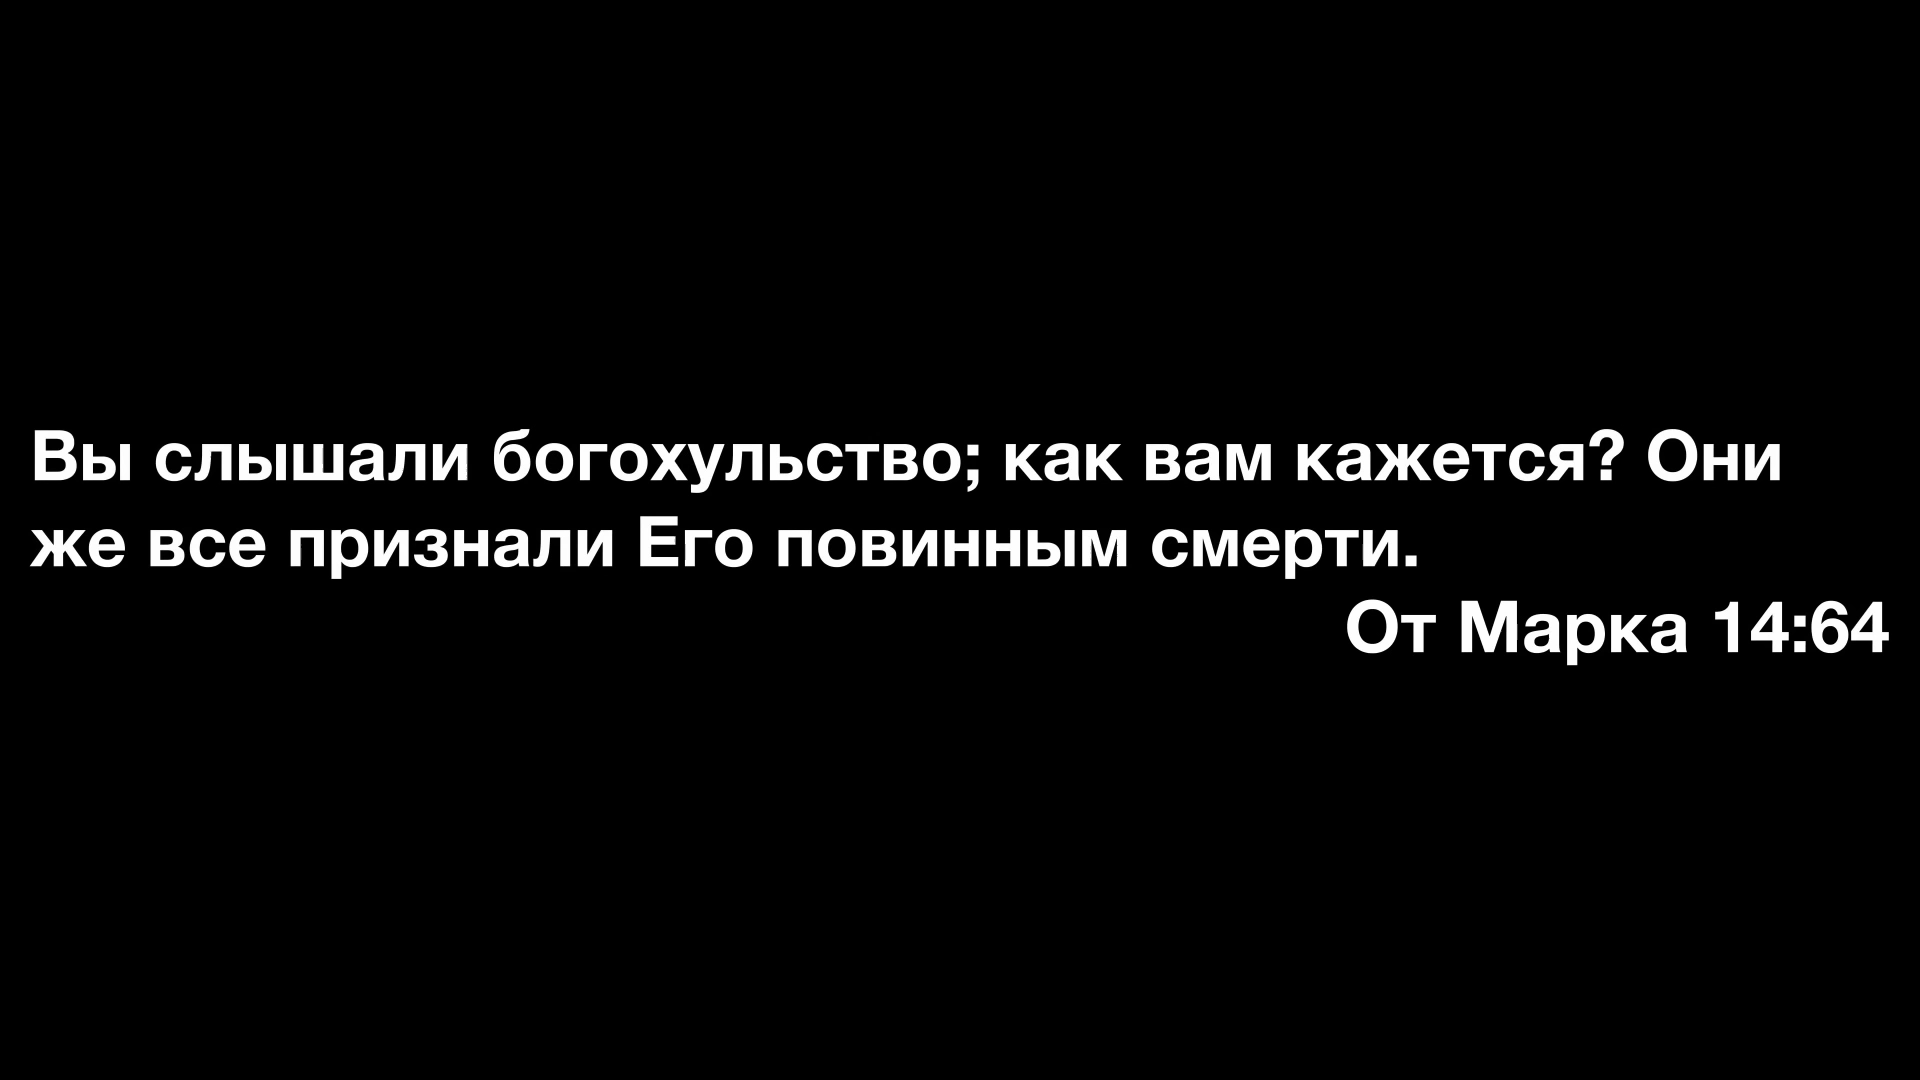 Вы слышали богохульство; как вам кажется? Они
же все признали Его повинным смерти.
От Марка 14:64